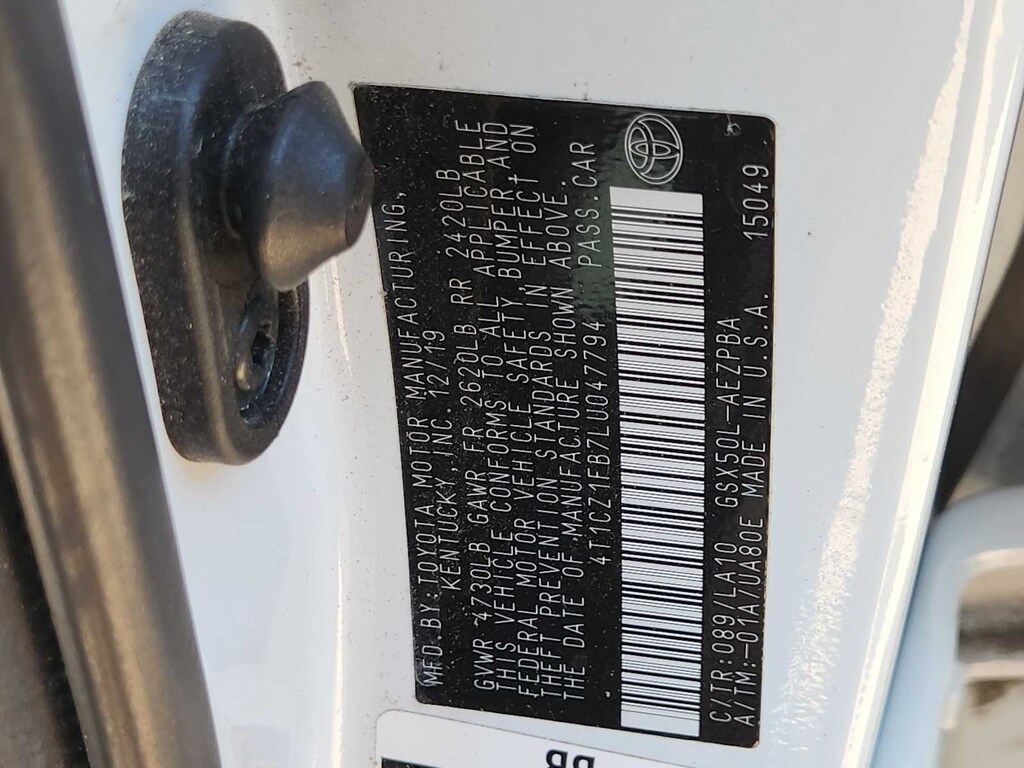 MFD.BY:TOYOTA MOTOR MANUFACTURING,
KENTUCKY,INC. 12/19
GVWR 4730LB GAWR FR 2620LB RR 2420LB
THIS VEHICLE CONFORMS TO ALL APPLICABLE
FEDERAL MOTOR VEHICLE SAFETY, BUMPER, AND
THEFT PREVENTION STANDARDS IN EFFECT ON
THE DATE OF MANUFACTURE SHOWN ABOVE.
4T1CZ1FB7LU047794 PASS.CAR
C/TR:089/LA10 GSX50L-AEZPBA
A/TM:-01A/UA80E MADE IN U.S.A. 15049